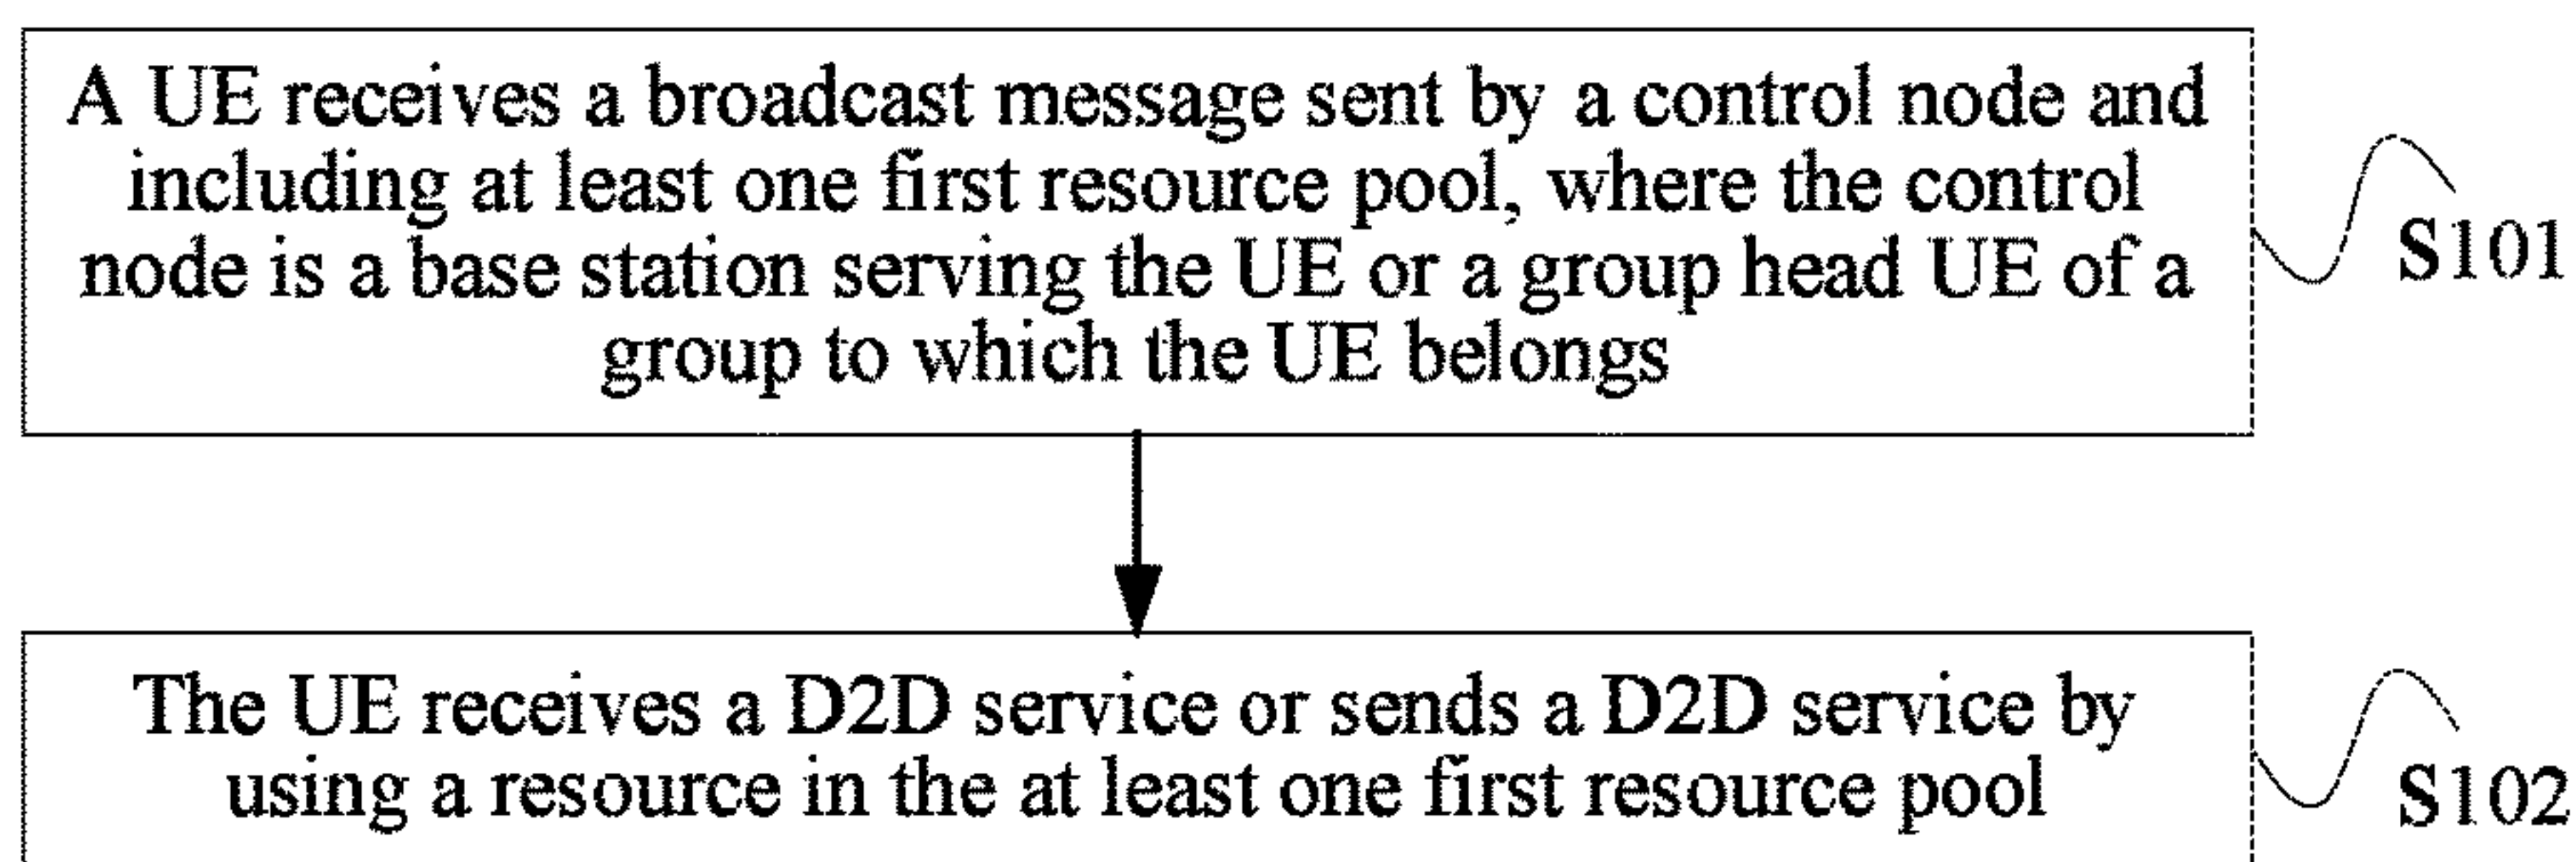 A UE receives a broadcast message sent by a control node and
including at least one first resource pool, where the control
node is a base station serving the UE or a group head UE of a
group to which the UE belongs
S101
The UE receives a D2D service or sends a D2D service by
using a resource in the at least one first resource pool
S102